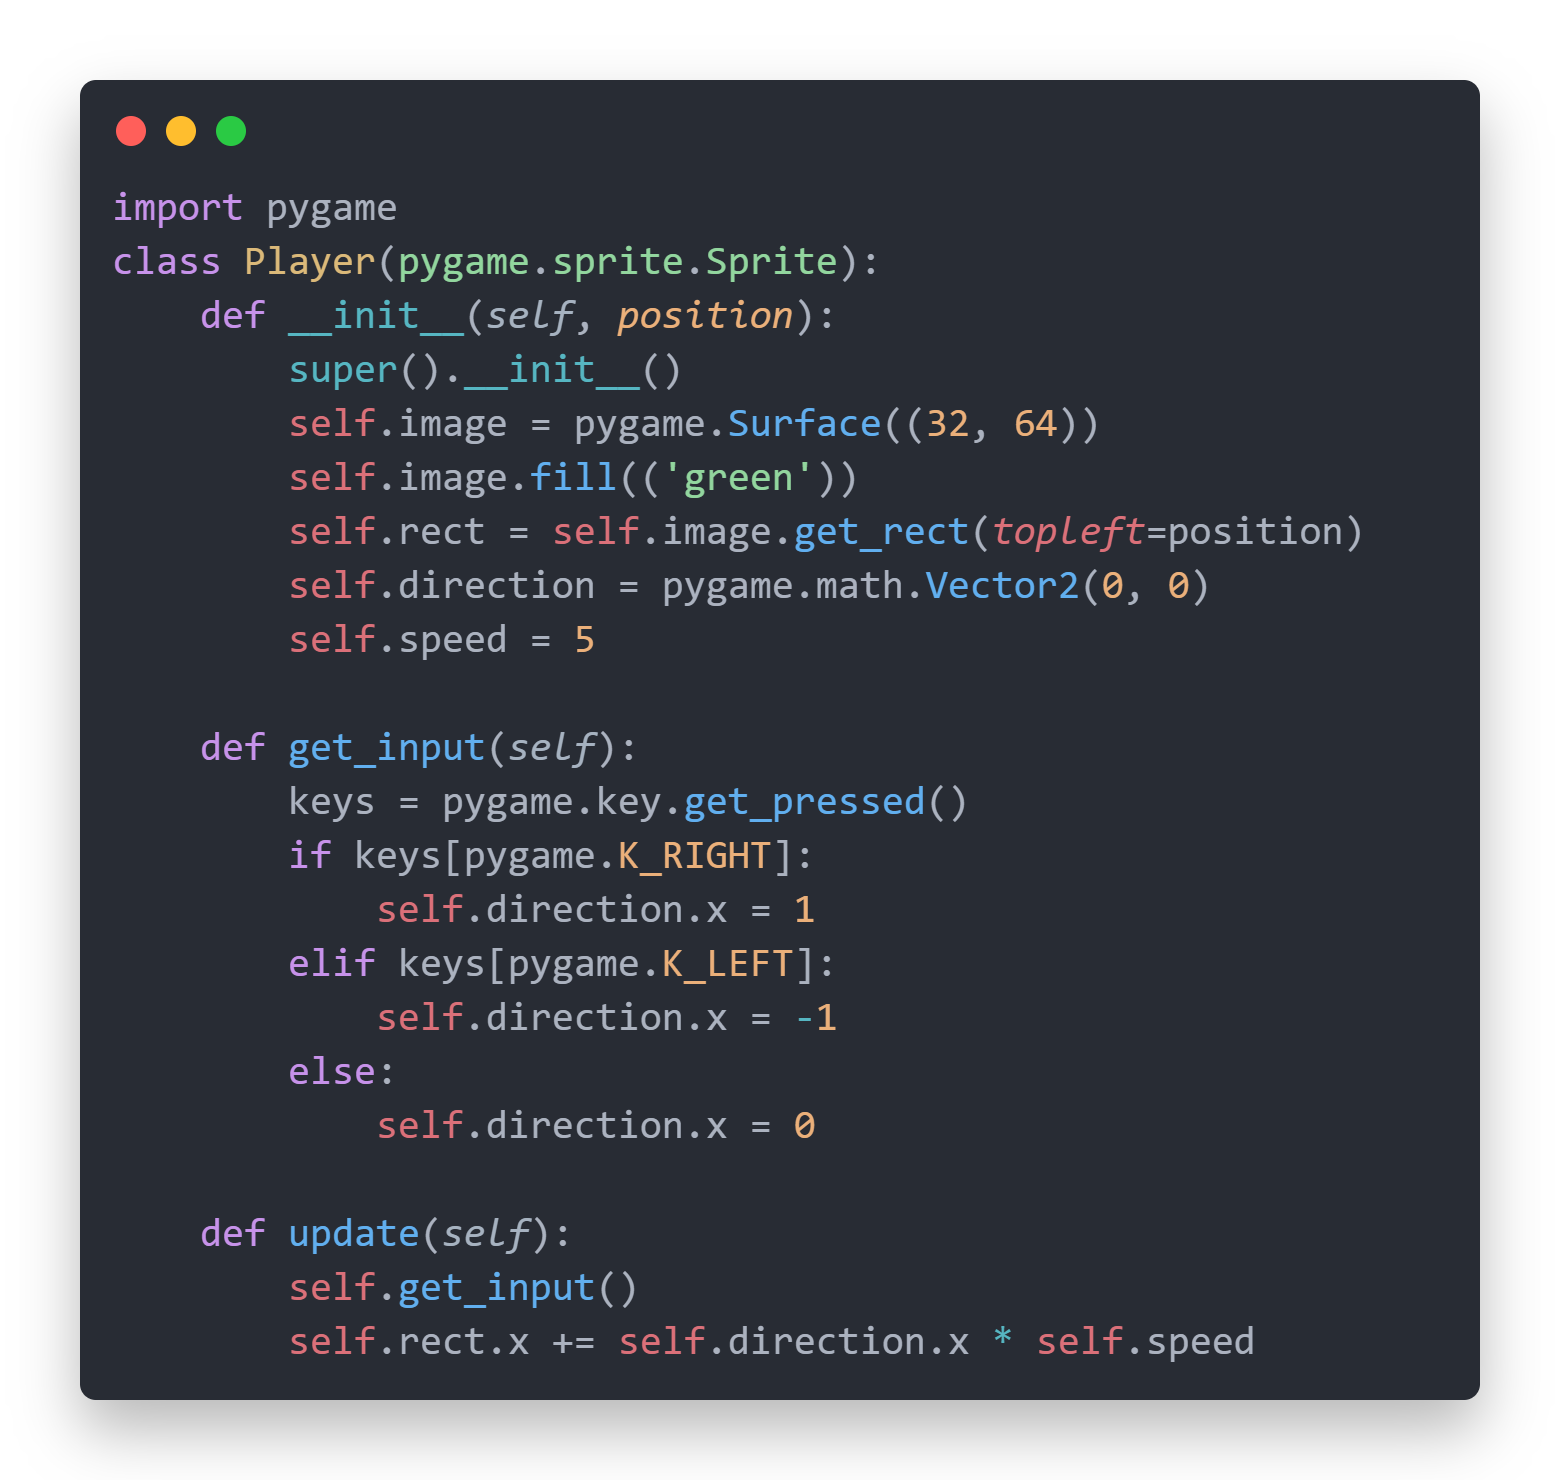 import pygame
class Player(pygame.sprite.Sprite):
    def __init__(self, position):
        super().__init__()
        self.image = pygame.Surface((32, 64))
        self.image.fill(('green'))
        self.rect = self.image.get_rect(topleft=position)
        self.direction = pygame.math.Vector2(0, 0)
        self.speed = 5

    def get_input(self):
        keys = pygame.key.get_pressed()
        if keys[pygame.K_RIGHT]:
            self.direction.x = 1
        elif keys[pygame.K_LEFT]:
            self.direction.x = -1
        else:
            self.direction.x = 0

    def update(self):
        self.get_input()
        self.rect.x += self.direction.x * self.speed